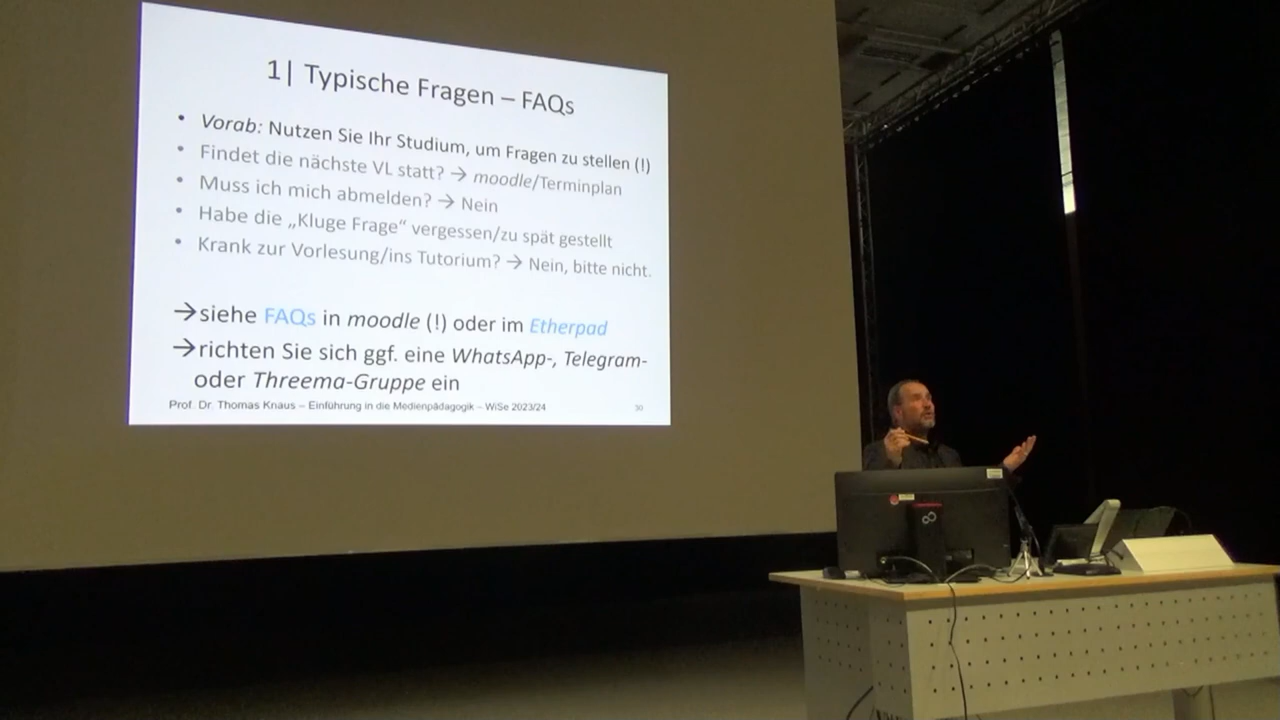 1| Typische Fragen – FAQs
• Vorab: Nutzen Sie Ihr Studium, um Fragen zu stellen (!)
• Findet die nächste VL statt? → moodle/Terminplan
• Muss ich mich abmelden? → Nein
• Habe die „Kluge Frage“ vergessen/zu spät gestellt
• Krank zur Vorlesung/ins Tutorium? → Nein, bitte nicht.
→siehe FAQs in moodle (!) oder im Etherpad
→richten Sie sich ggf. eine WhatsApp-, Telegram-
oder Threema-Gruppe ein
Prof. Dr. Thomas Knaus – Einführung in die Medienpädagogik – WiSe 2023/24 30